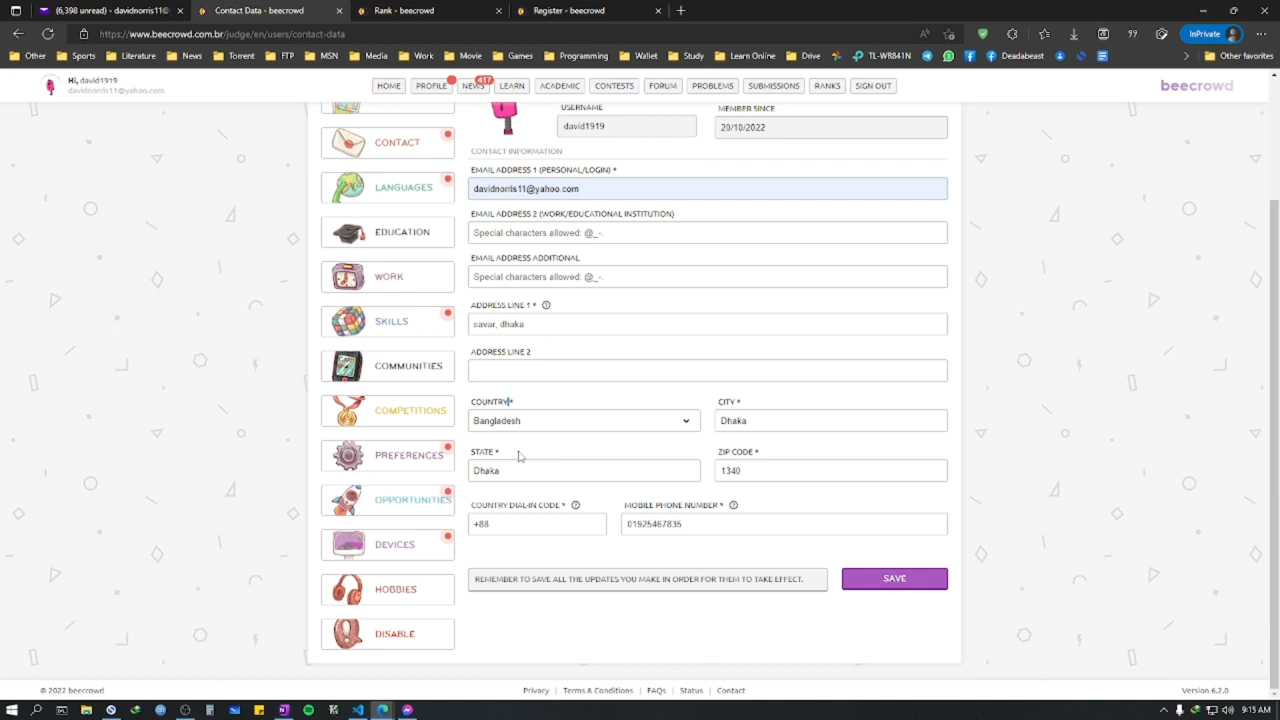 (6,398 unread) - davidnorris11@
Contact Data - beecrowd
Rank - beecrowd
Register - beecrowd
https://www.beecrowd.com.br/judge/en/users/contact-data
InPrivate
Other
Sports
Literature
News
Torrent
FTP
MSN
Media
Work
Movie
Games
Programming
Wallet
Study
Learn Online
Drive
TL-WR841N
Deadabest
Other favorites
Hi, david1919
davidnorris11@yahoo.com
HOME
PROFILE
NEWS
417
LEARN
ACADEMIC
CONTESTS
FORUM
PROBLEMS
SUBMISSIONS
RANKS
SIGN OUT
beecrowd
USERNAME
MEMBER SINCE
david1919
20/10/2022
CONTACT
LANGUAGES
EDUCATION
WORK
SKILLS
COMMUNITIES
COMPETITIONS
PREFERENCES
OPPORTUNITIES
DEVICES
HOBBIES
DISABLE
CONTACT INFORMATION
EMAIL ADDRESS 1 (PERSONAL/LOGIN) *
davidnorris11@yahoo.com
EMAIL ADDRESS 2 (WORK/EDUCATIONAL INSTITUTION)
Special characters allowed: @_-.
EMAIL ADDRESS ADDITIONAL
Special characters allowed: @_-.
ADDRESS LINE 1 *
savar, dhaka
ADDRESS LINE 2
COUNTRY *
CITY *
Bangladesh
Dhaka
STATE *
ZIP CODE *
Dhaka
1340
COUNTRY DIAL-IN CODE *
MOBILE PHONE NUMBER *
+88
01925467835
REMEMBER TO SAVE ALL THE UPDATES YOU MAKE IN ORDER FOR THEM TO TAKE EFFECT.
SAVE
© 2022 beecrowd
Privacy
Terms & Conditions
FAQs
Status
Contact
Version 6.2.0
9:15 AM